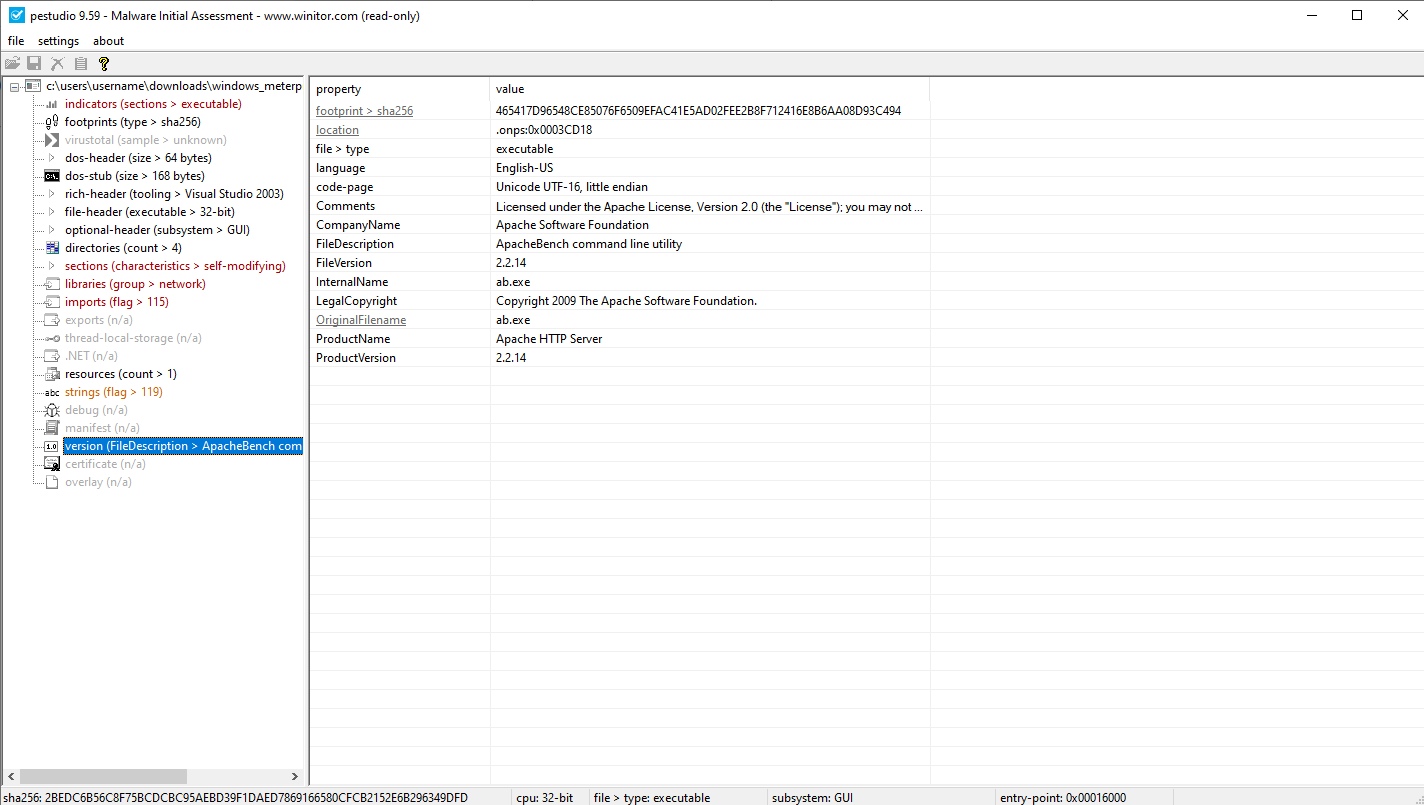 pestudio 9.59 - Malware Initial Assessment - www.winitor.com (read-only)
file settings about
c:\users\username\downloads\windows_meterp
indicators (sections > executable)
footprints (type > sha256)
virustotal (sample > unknown)
dos-header (size > 64 bytes)
dos-stub (size > 168 bytes)
rich-header (tooling > Visual Studio 2003)
file-header (executable > 32-bit)
optional-header (subsystem > GUI)
directories (count > 4)
sections (characteristics > self-modifying)
libraries (group > network)
imports (flag > 115)
exports (n/a)
thread-local-storage (n/a)
.NET (n/a)
resources (count > 1)
abc strings (flag > 119)
debug (n/a)
manifest (n/a)
1.0 version (FileDescription > ApacheBench com
certificate (n/a)
overlay (n/a)
property value
footprint > sha256 465417D96548CE85076F6509EFAC41E5AD02FEE2B8F712416E8B6AA08D93C494
location .onps:0x0003CD18
file > type executable
language English-US
code-page Unicode UTF-16, little endian
Comments Licensed under the Apache License, Version 2.0 (the "License"); you may not ...
CompanyName Apache Software Foundation
FileDescription ApacheBench command line utility
FileVersion 2.2.14
InternalName ab.exe
LegalCopyright Copyright 2009 The Apache Software Foundation.
OriginalFilename ab.exe
ProductName Apache HTTP Server
ProductVersion 2.2.14
sha256: 2BEDC6B56C8F75BCDCBC95AEBD39F1DAED7869166580CFCB2152E6B296349DFD cpu: 32-bit file > type: executable subsystem: GUI entry-point: 0x00016000